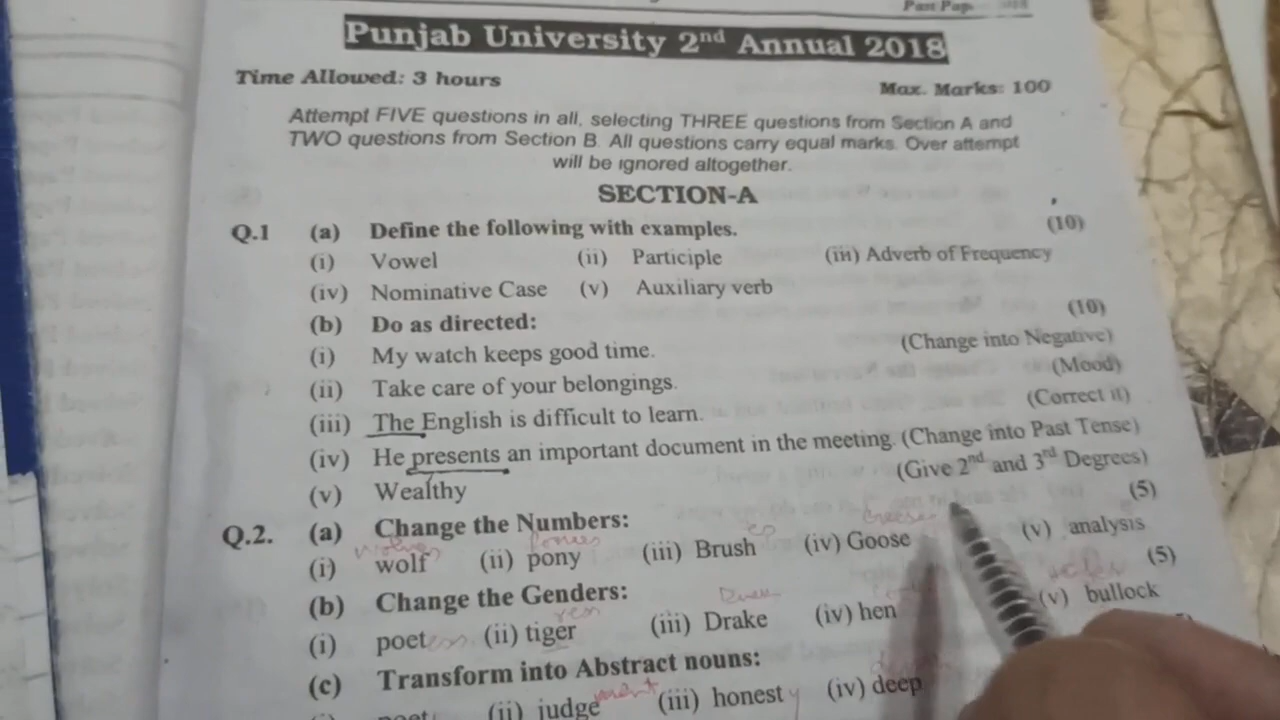 Past Pap
Punjab University 2nd Annual 2018
Time Allowed: 3 hours Max. Marks: 100
Attempt FIVE questions in all, selecting THREE questions from Section A and
TWO questions from Section B. All questions carry equal marks. Over attempt
will be ignored altogether.
SECTION-A
Q.1 (a) Define the following with examples. (10)
(i) Vowel (ii) Participle (iii) Adverb of Frequency
(iv) Nominative Case (v) Auxiliary verb
(b) Do as directed: (10)
(i) My watch keeps good time. (Change into Negative)
(ii) Take care of your belongings. (Mood)
(iii) The English is difficult to learn. (Correct it)
(iv) He presents an important document in the meeting. (Change into Past Tense)
(v) Wealthy (Give 2nd and 3rd Degrees)
Q.2. (a) Change the Numbers: (5)
wolves ponies es
(i) wolf (ii) pony (iii) Brush (iv) Goose (v) analysis
(b) Change the Genders: (5)
ress
(i) poetess (ii) tiger (iii) Drake (iv) hen (v) bullock
(c) Transform into Abstract nouns:
(ii) judgement (iii) honesty (iv) deep